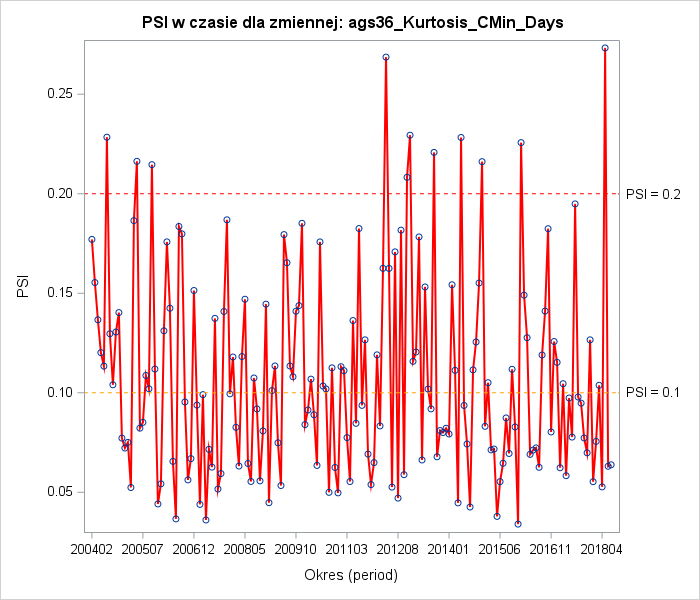 PSI w czasie dla zmiennej: ags36_Kurtosis_CMin_Days
0.25
0.20
PSI = 0.2
0.15
PSI
0.10
PSI = 0.1
0.05
200402 200507 200612 200805 200910 201103 201208 201401 201506 201611 201804
Okres (period)